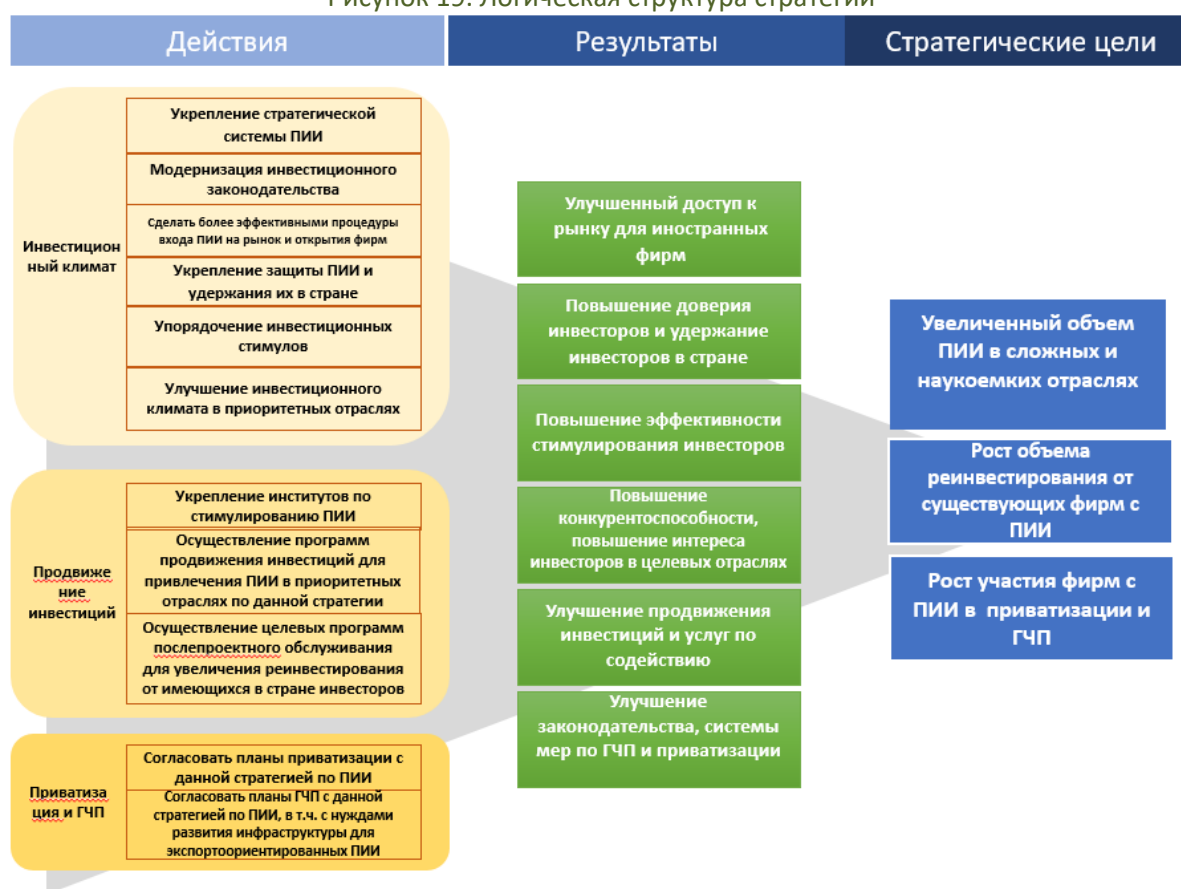 Рисунок 15. Логическая структура стратегии
Действия
Результаты
Стратегические цели
Инвестицион
ный климат
Укрепление стратегической
системы ПИИ
Модернизация инвестиционного
законодательства
Сделать более эффективными процедуры
входа ПИИ на рынок и открытия фирм
Укрепление защиты ПИИ и
удержания их в стране
Упорядочение инвестиционных
стимулов
Улучшение инвестиционного
климата в приоритетных отраслях
Продвиже
ние
инвестиций
Укрепление институтов по
стимулированию ПИИ
Осуществление программ
продвижения инвестиций для
привлечения ПИИ в приоритетных
отраслях по данной стратегии
Осуществление целевых программ
послепроектного обслуживания
для увеличения реинвестирования
от имеющихся в стране инвесторов
Приватиза
ция и ГЧП
Согласовать планы приватизации с
данной стратегией по ПИИ
Согласовать планы ГЧП с данной
стратегией по ПИИ, в т.ч. с нуждами
развития инфраструктуры для
экспортоориентированных ПИИ
Улучшенный доступ к
рынку для иностранных
фирм
Повышение доверия
инвесторов и удержание
инвесторов в стране
Повышение эффективности
стимулирования инвесторов
Повышение
конкурентоспособности,
повышение интереса
инвесторов в целевых отраслях
Улучшение продвижения
инвестиций и услуг по
содействию
Улучшение
законодательства, системы
мер по ГЧП и приватизации
Увеличенный объем
ПИИ в сложных и
наукоемких отраслях
Рост объема
реинвестирования от
существующих фирм с
ПИИ
Рост участия фирм с
ПИИ в приватизации и
ГЧП